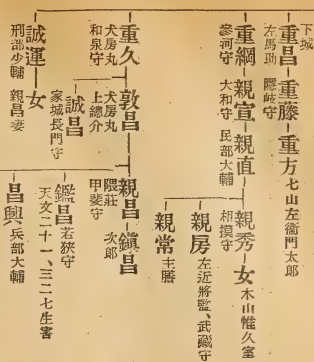 下城
重昌 左馬助
重藤 隱岐守
重方 七山左衞門太郎
重綱 參河守
親宣 大和守
親直 民部大輔
親秀 相摸守
女 木山惟久室
親房 左近將監、武藏守
親常 主膳
重久 犬房丸 和泉守
敦昌 犬房丸 上總介
親昌 隈莊 甲斐守
鎭昌 次郎
誠昌 家城長門守
鑑昌 若狹守 天文二十一、三二七生害
昌興 兵部大輔
誠運 刑部少輔
女 親昌妻